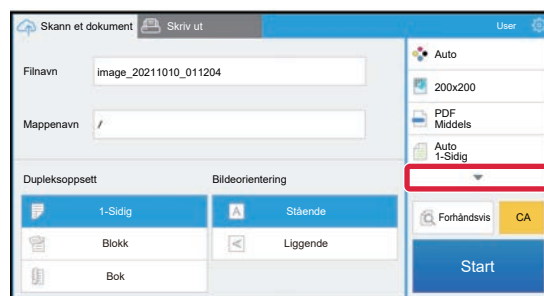 Skann et dokument
Skriv ut
User
Filnavn
image_20211010_011204
Mappenavn
/
Dupleksoppsett
Bildeorientering
1-Sidig
A
Stående
Blokk
Liggende
Bok
Auto
200x200
PDF
Middels
Auto
1-Sidig
Forhåndsvis
CA
Start